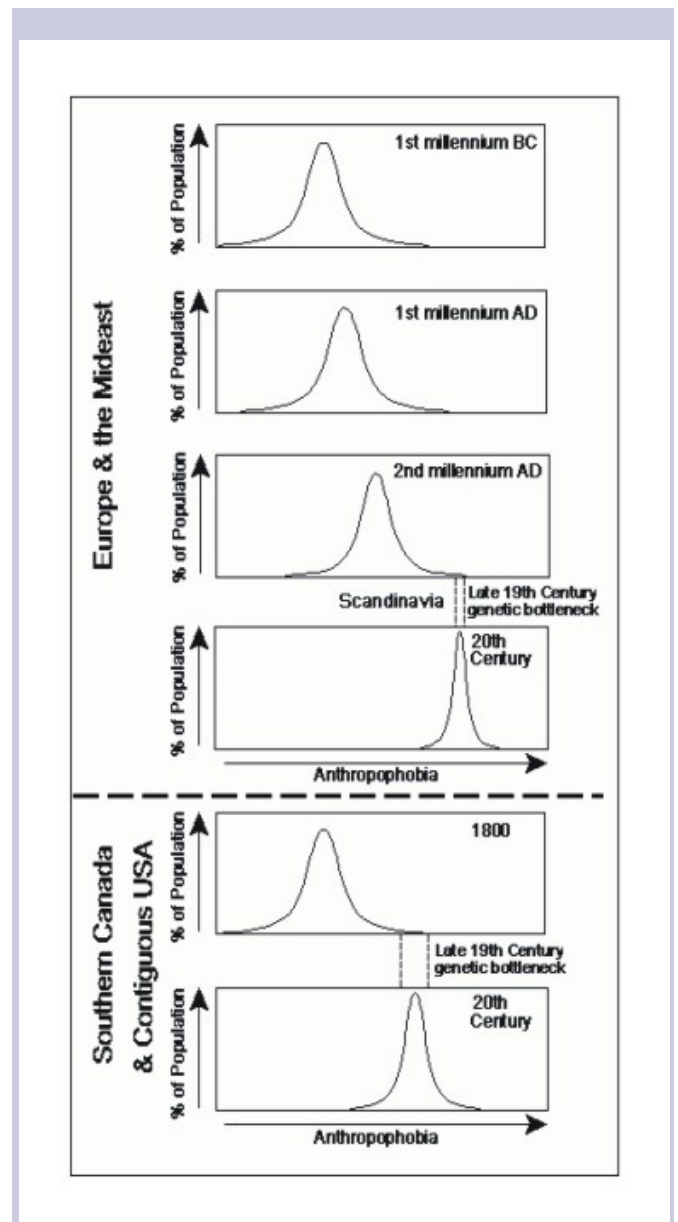 Europe & the Mideast
% of Population
1st millennium BC
% of Population
1st millennium AD
% of Population
2nd millennium AD
Scandinavia
Late 19th Century
genetic bottleneck
% of Population
20th
Century
Anthropophobia
Southern Canada
& Contiguous USA
% of Population
1800
Late 19th Century
genetic bottleneck
% of Population
20th
Century
Anthropophobia